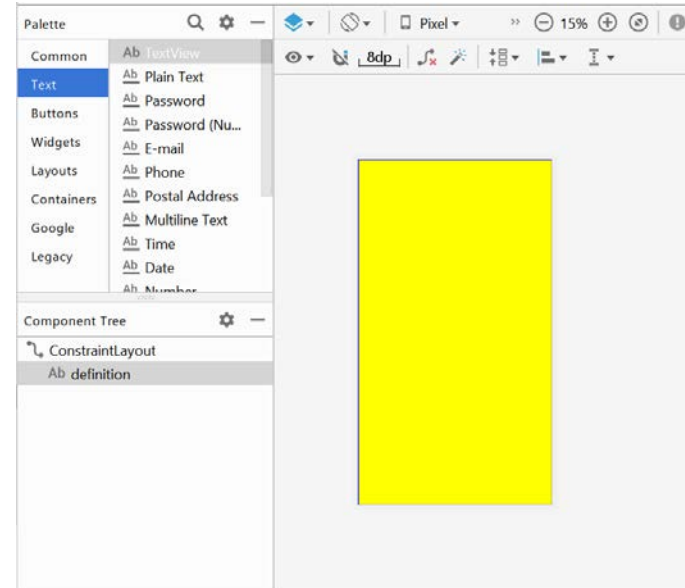 Palette
Common
Text
Buttons
Widgets
Layouts
Containers
Google
Legacy
Ab TextView
Ab Plain Text
Ab Password
Ab Password (Nu...
Ab E-mail
Ab Phone
Ab Postal Address
Ab Multiline Text
Ab Time
Ab Date
Ab Number
Component Tree
ConstraintLayout
Ab definition
Pixel
15%
8dp